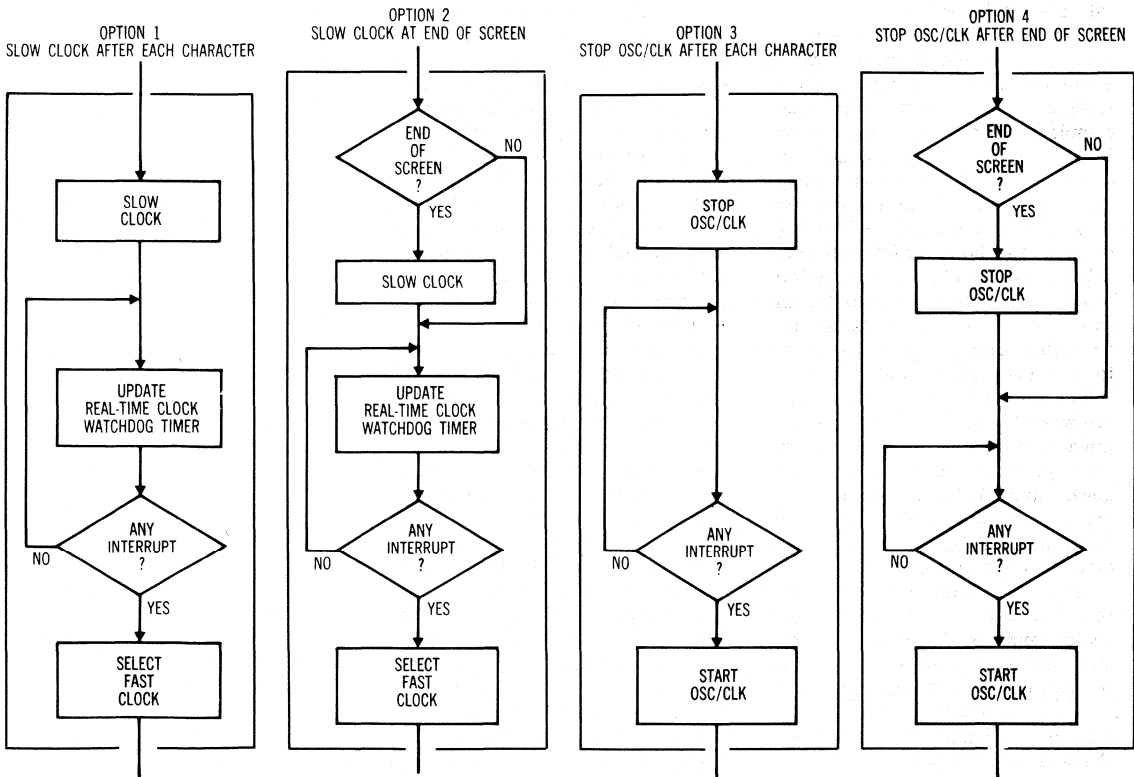 OPTION 1
SLOW CLOCK AFTER EACH CHARACTER
SLOW
CLOCK
UPDATE
REAL-TIME CLOCK
WATCHDOG TIMER
ANY
INTERRUPT
?
NO
YES
SELECT
FAST
CLOCK
OPTION 2
SLOW CLOCK AT END OF SCREEN
END
OF
SCREEN
?
NO
YES
SLOW CLOCK
UPDATE
REAL-TIME CLOCK
WATCHDOG TIMER
ANY
INTERRUPT
?
NO
YES
SELECT
FAST
CLOCK
OPTION 3
STOP OSC/CLK AFTER EACH CHARACTER
STOP
OSC/CLK
ANY
INTERRUPT
?
NO
YES
START
OSC/CLK
OPTION 4
STOP OSC/CLK AFTER END OF SCREEN
END
OF
SCREEN
?
NO
YES
STOP
OSC/CLK
ANY
INTERRUPT
?
NO
YES
START
OSC/CLK